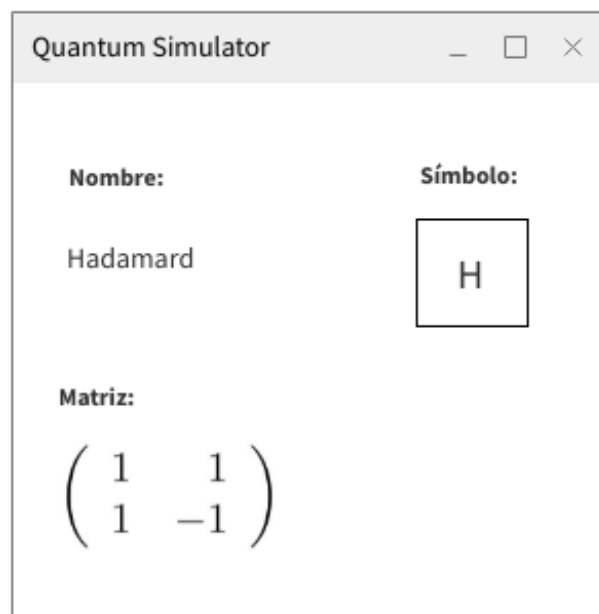 Quantum Simulator
Nombre:
Símbolo:
Hadamard
H
Matriz:
1 1
1 −1